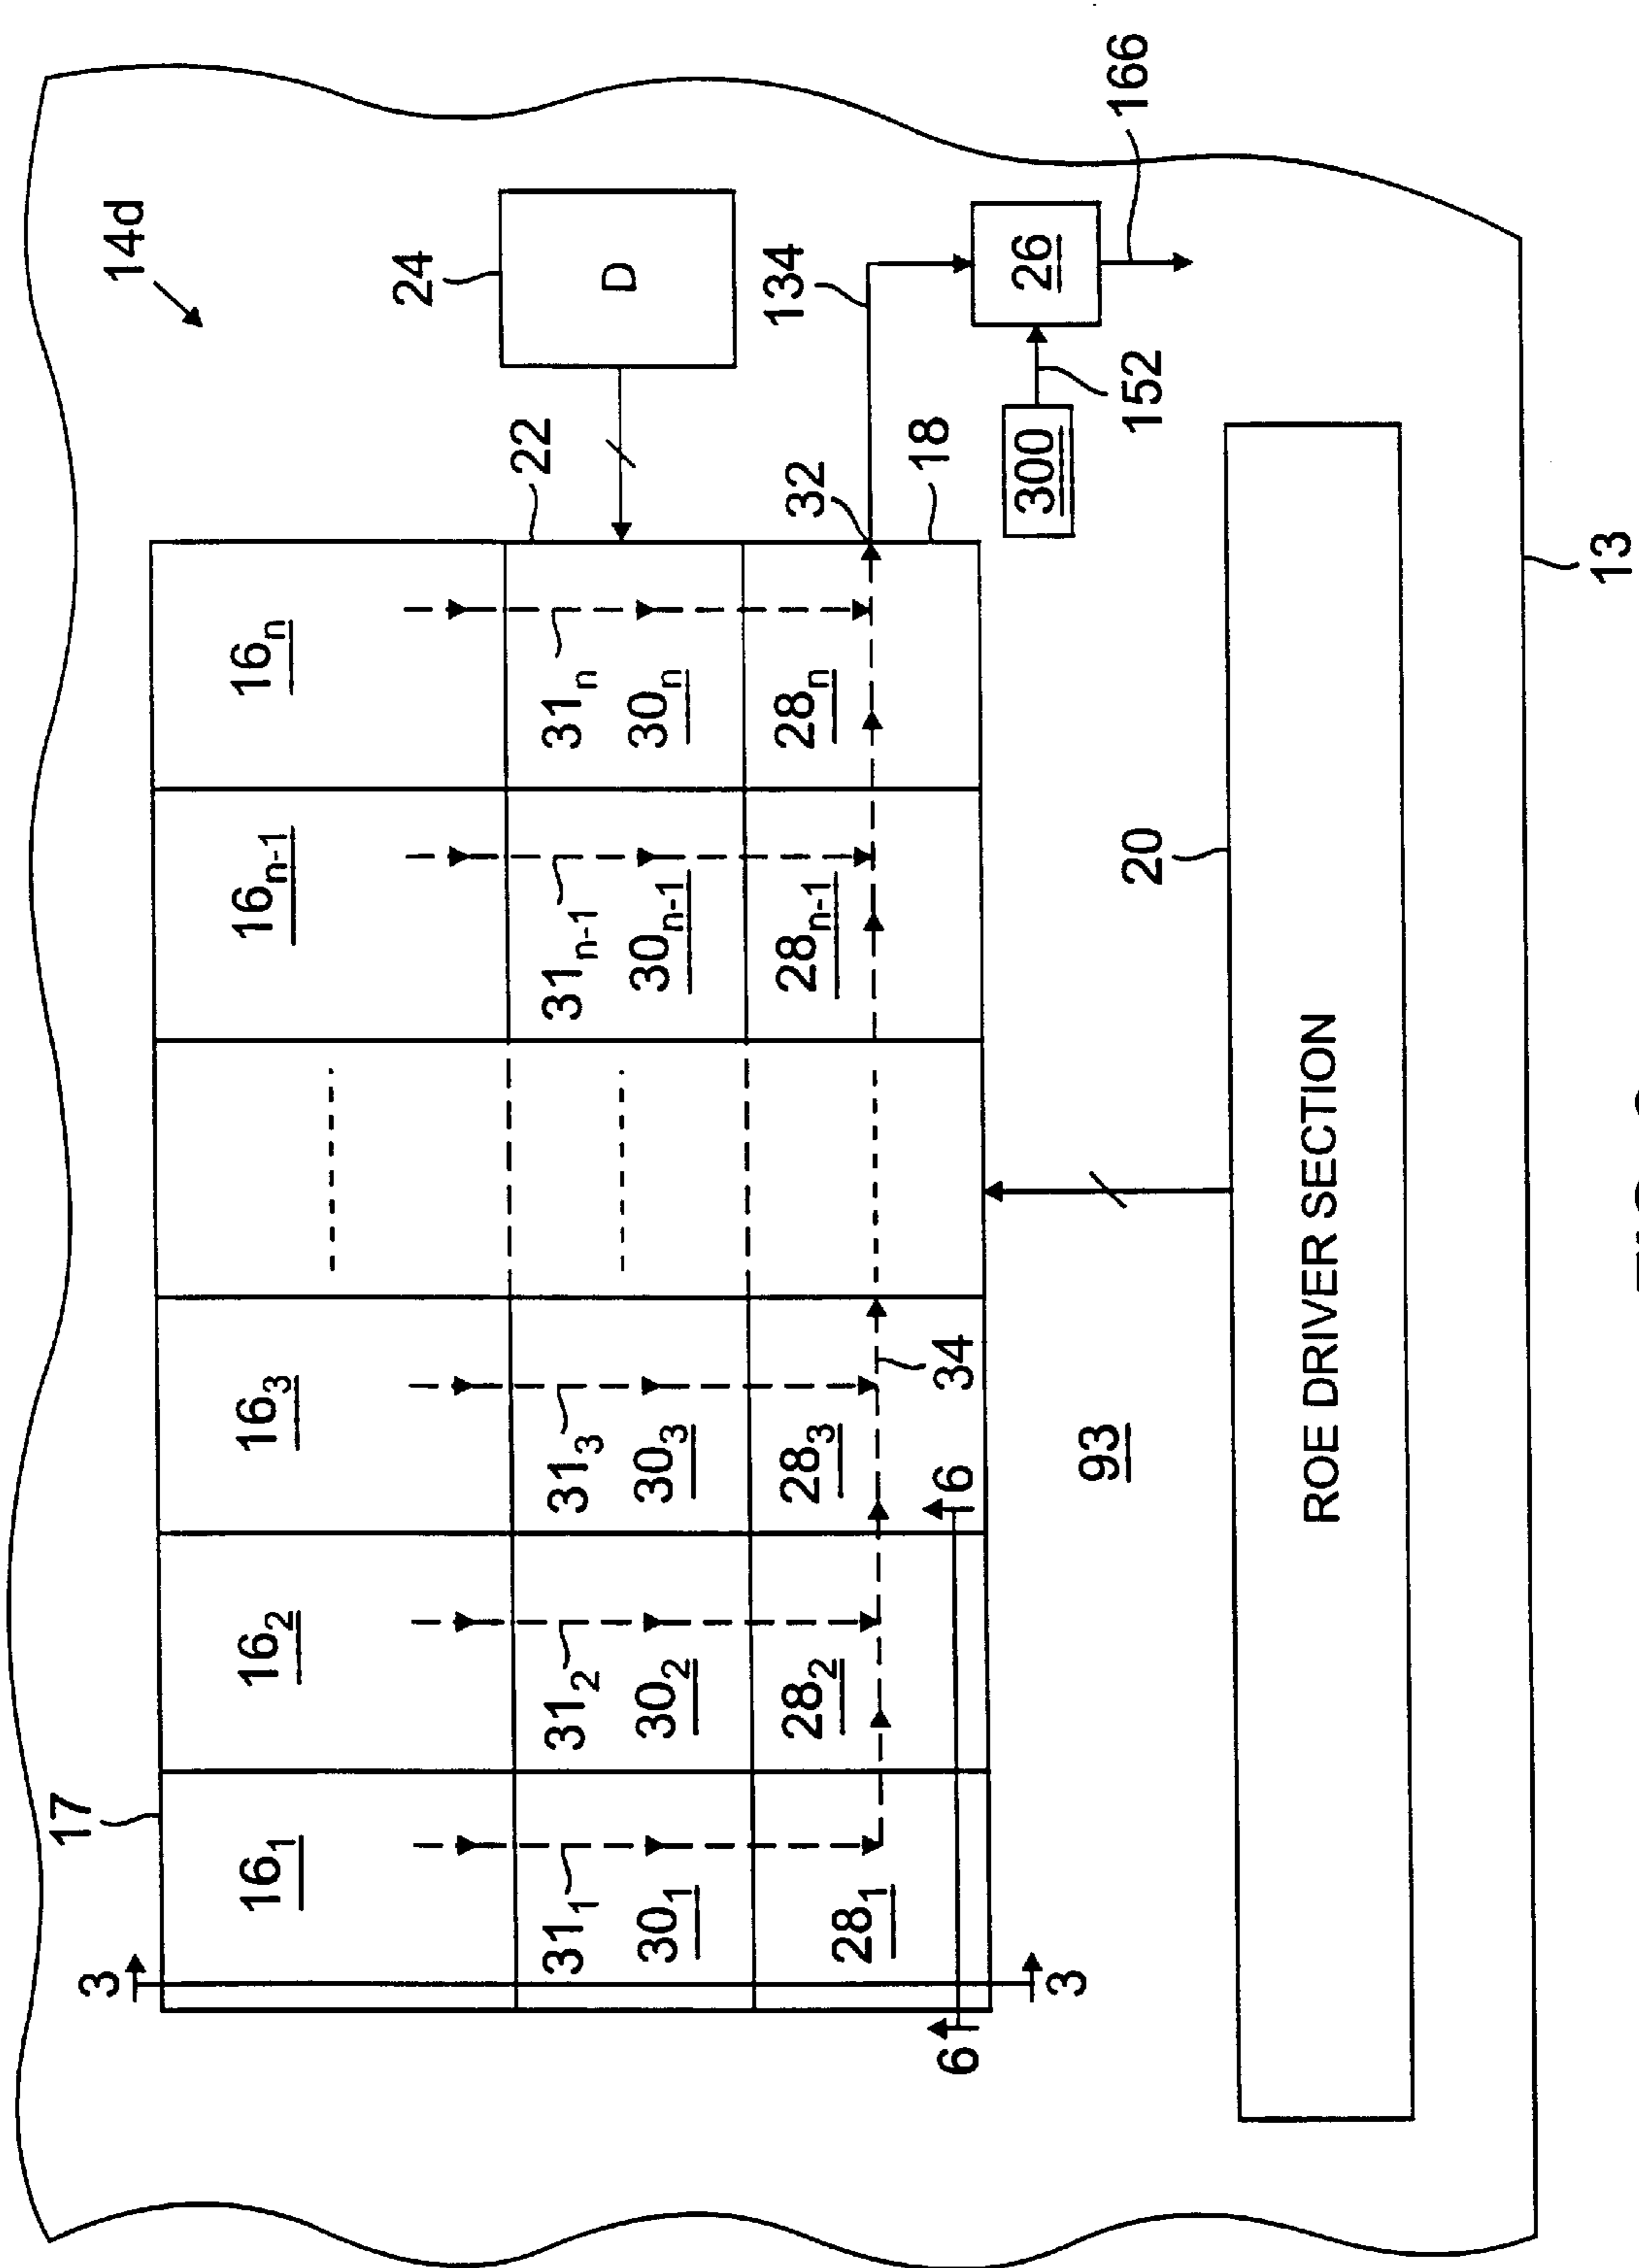 14d
17
16₁
16₂
16₃
16ₙ₋₁
16ₙ
3
22
24
D
31₁
31₂
31₃
31ₙ₋₁
31ₙ
30₁
30₂
30₃
30ₙ₋₁
30ₙ
28₁
28₂
28₃
28ₙ₋₁
28ₙ
32
134
18
34
6
6
3
300
152
26
166
93
20
ROE DRIVER SECTION
13